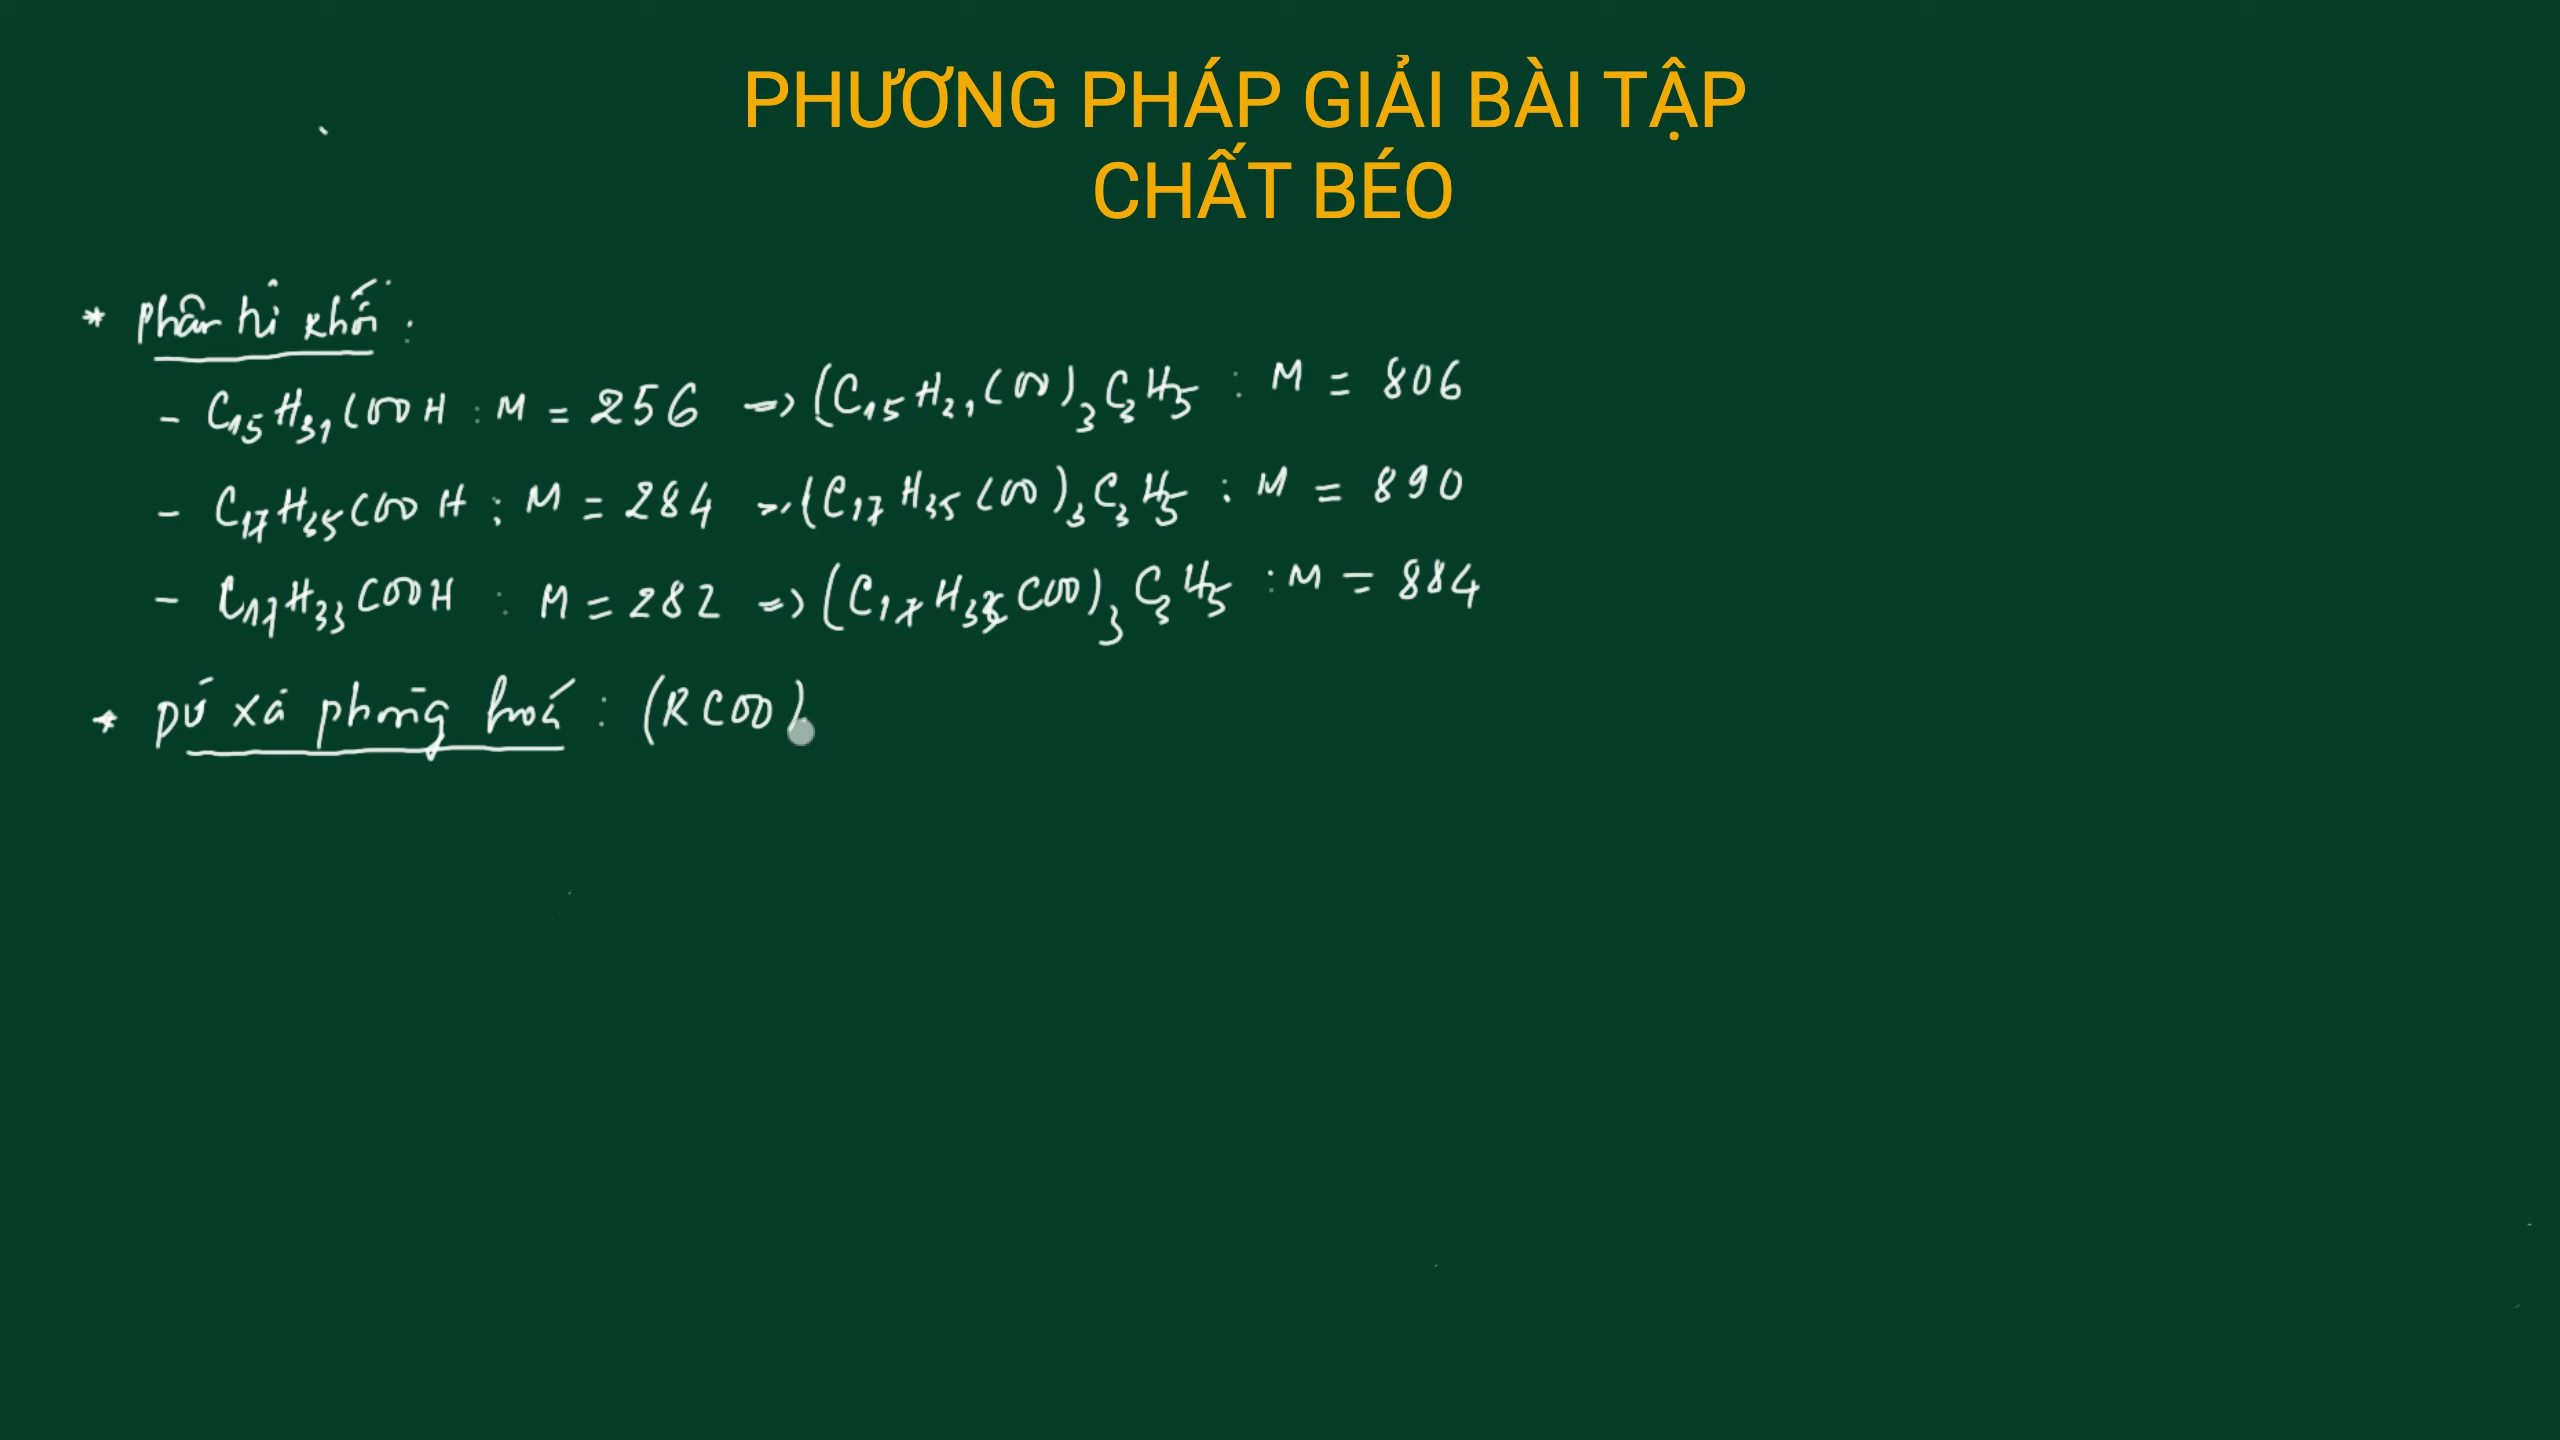 PHƯƠNG PHÁP GIẢI BÀI TẬP
CHẤT BÉO
* Phân tử khối :
- C₁₅H₃₁COOH : M = 256 => (C₁₅H₃₁COO)₃C₃H₅ : M = 806
- C₁₇H₃₅COOH : M = 284 => (C₁₇H₃₅COO)₃C₃H₅ : M = 890
- C₁₇H₃₃COOH : M = 282 => (C₁₇H₃₃COO)₃C₃H₅ : M = 884
* pứ xà phòng hoá : (RCOO)